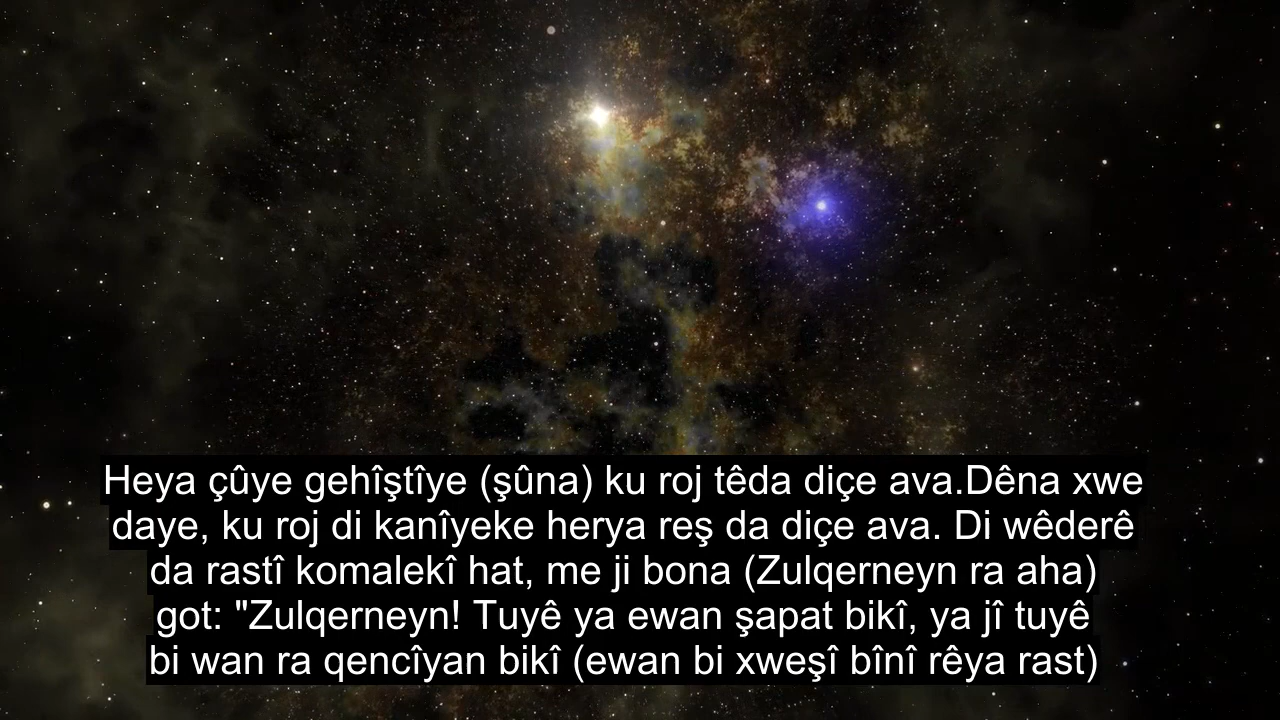 Heya çûye gehîştîye (şûna) ku roj têda diçe ava.Dêna xwe
daye, ku roj di kanîyeke herya reş da diçe ava. Di wêderê
da rastî komalekî hat, me ji bona (Zulqerneyn ra aha)
got: "Zulqerneyn! Tuyê ya ewan şapat bikî, ya jî tuyê
bi wan ra qencîyan bikî (ewan bi xweşî bînî rêya rast)